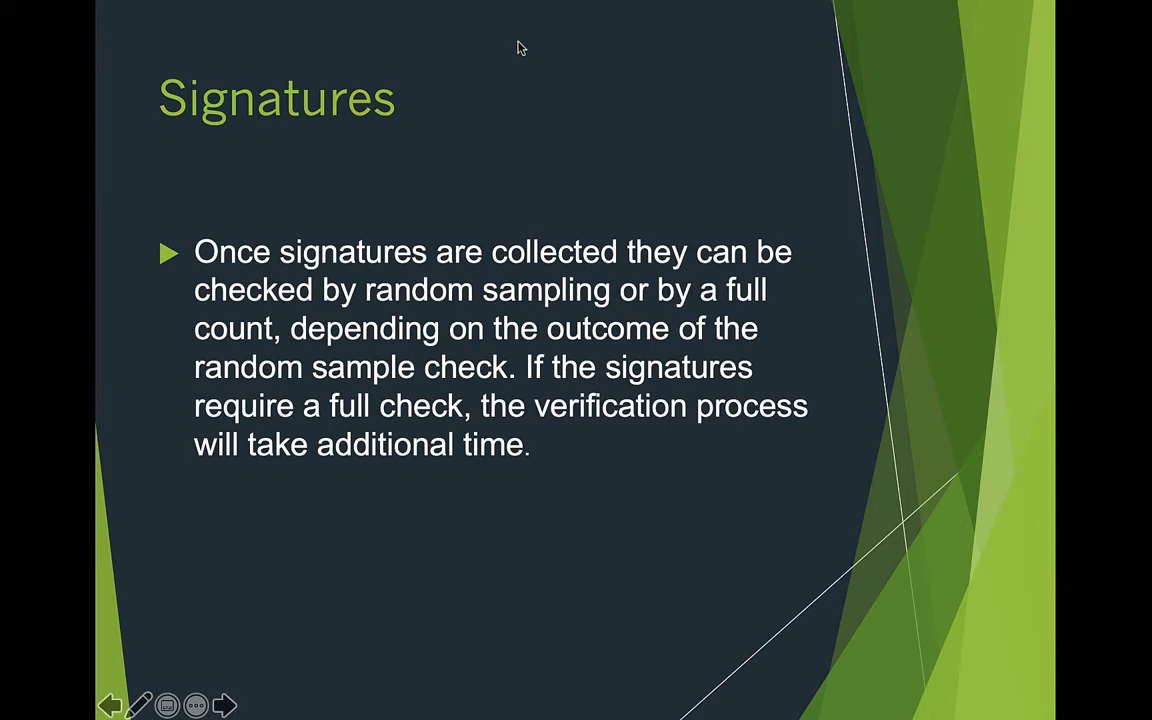 Signatures
Once signatures are collected they can be
checked by random sampling or by a full
count, depending on the outcome of the
random sample check. If the signatures
require a full check, the verification process
will take additional time.